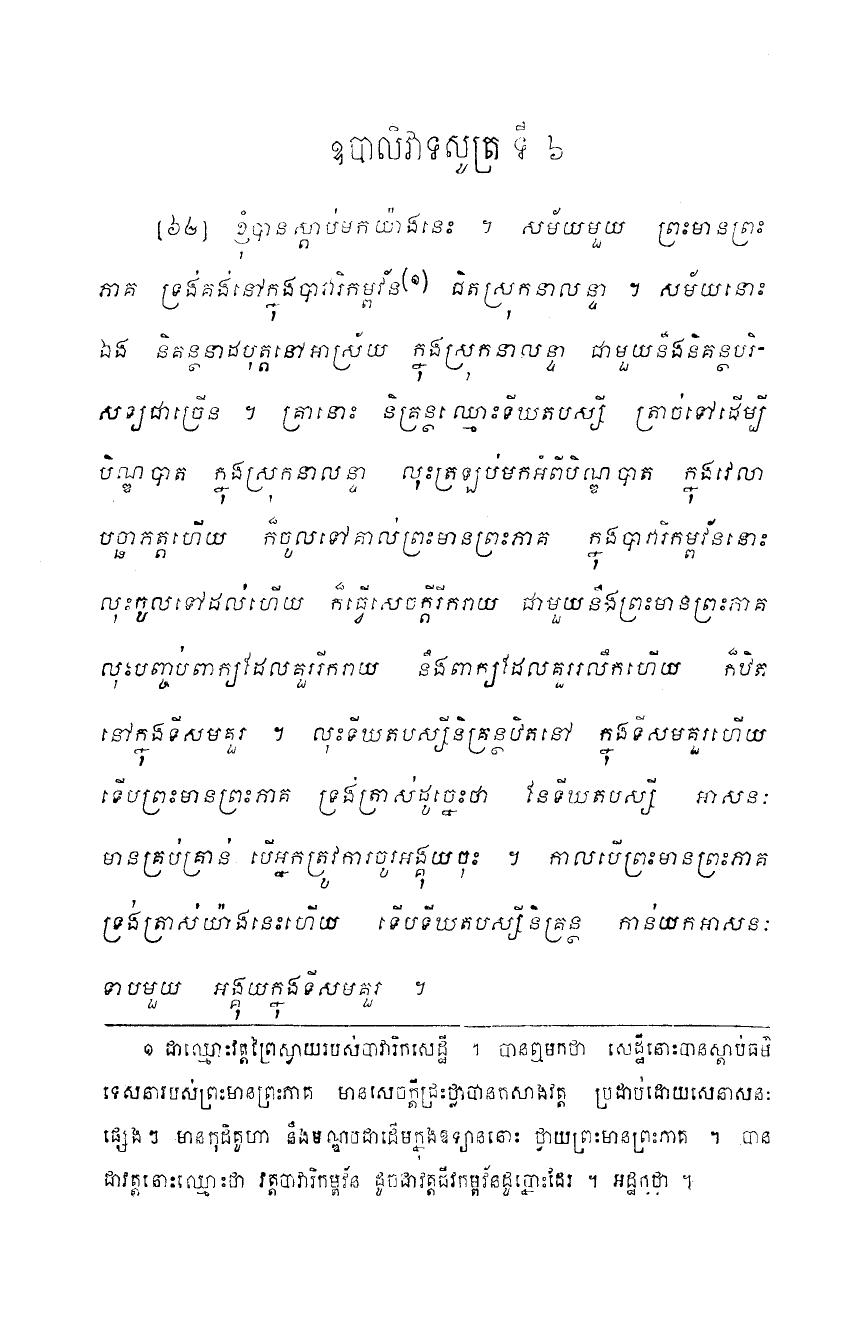 ឧបាលិវាទសូត្រ ទី ៦
[៦៤] ខ្ញុំបានស្តាប់មកយ៉ាងនេះ ។ សម័យមួយ ព្រះមានព្រះ
ភាគ ទ្រង់គង់នៅក្នុងបាវារិកម្ពវ័ន(១) ជិតស្រុកនាលន្ទា ។ សម័យនោះ
ឯង និគន្ថនាដបុត្តនៅអាស្រ័យ ក្នុងស្រុកនាលន្ទា ជាមួយនឹងនិគន្ថបរិ-
សទ្យជាច្រើន ។ គ្រានោះ និគ្រន្ថឈ្មោះទីឃតបស្សី ត្រាច់ទៅដើម្បី
បិណ្ឌបាត ក្នុងស្រុកនាលន្ទា លុះត្រឡប់មកអំពីបិណ្ឌបាត ក្នុងវេលា
បច្ឆាភត្តហើយ ក៏ចូលទៅគាល់ព្រះមានព្រះភាគ ក្នុងបាវារិកម្ពវ័ននោះ
លុះចូលទៅដល់ហើយ ក៏ធ្វើសេចក្តីរីករាយ ជាមួយនឹងព្រះមានព្រះភាគ
លុះបញ្ចប់ពាក្យដែលគួររីករាយ នឹងពាក្យដែលគួររលឹកហើយ ក៏ឋិត
នៅក្នុងទីសមគួរ ។ លុះទីឃតបស្សីនិគ្រន្ថឋិតនៅ ក្នុងទីសមគួរហើយ
ទើបព្រះមានព្រះភាគ ទ្រង់ត្រាស់ដូច្នេះថា នែទីឃតបស្សី អាសនៈ
មានគ្រប់គ្រាន់ បើអ្នកត្រូវការចូរអង្គុយចុះ ។ កាលបើព្រះមានព្រះភាគ
ទ្រង់ត្រាស់យ៉ាងនេះហើយ ទើបទីឃតបស្សីនិគ្រន្ថ កាន់យកអាសនៈ
ទាបមួយ អង្គុយក្នុងទីសមគួរ ។
១ ជាឈ្មោះវត្តព្រៃស្វាយរបស់បាវារិកសេដ្ឋី ។ បានឮមកថា សេដ្ឋីនោះបានស្តាប់ធម៌
ទេសនារបស់ព្រះមានព្រះភាគ មានសេចក្តីជ្រះថ្លាបានកសាងវត្ត ប្រដាប់ដោយសេនាសនៈ
ផ្សេងៗ មានកុដិគូហា នឹងមណ្ឌបជាដើមក្នុងឧទ្យាននោះ ថ្វាយព្រះមានព្រះភាគ ។ បាន
ជាវត្តនោះឈ្មោះថា វត្តបាវារិកម្ពវ័ន ដូចជាវត្តជីវកម្ពវ័នដូច្នោះដែរ ។ អដ្ឋកថា ។